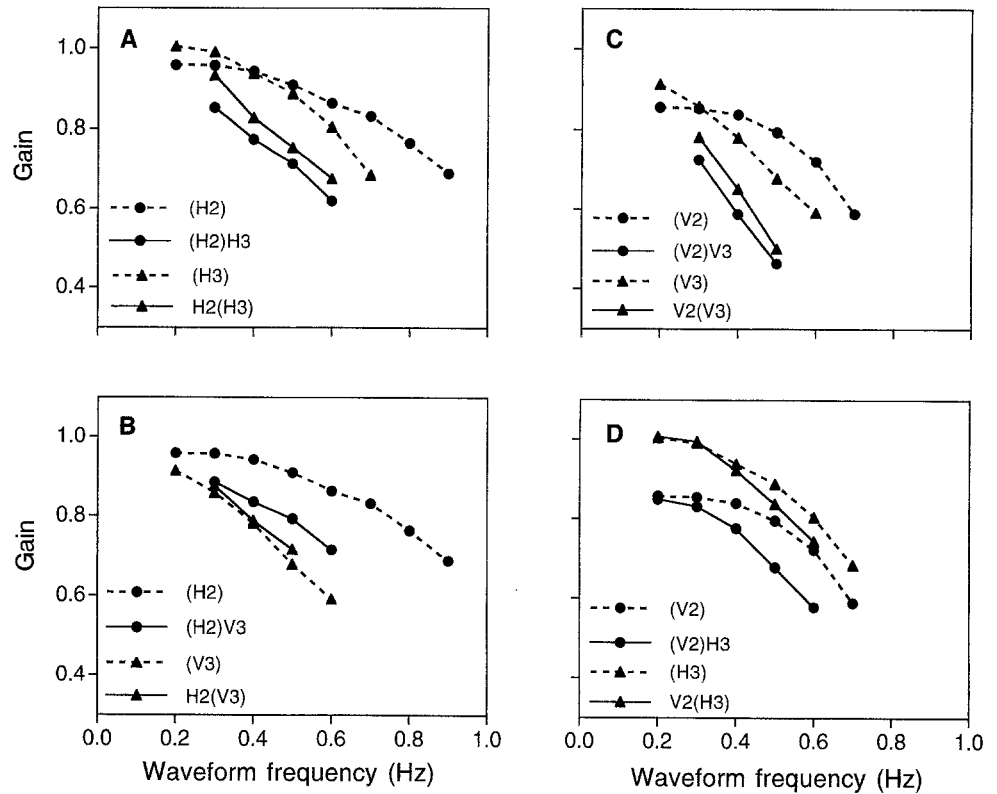 A
1.0
0.8
0.6
0.4
Gain
(H2)
(H2)H3
(H3)
H2(H3)
C
(V2)
(V2)V3
(V3)
V2(V3)
B
1.0
0.8
0.6
0.4
Gain
(H2)
(H2)V3
(V3)
H2(V3)
0.0 0.2 0.4 0.6 0.8 1.0
Waveform frequency (Hz)
D
(V2)
(V2)H3
(H3)
V2(H3)
0.0 0.2 0.4 0.6 0.8 1.0
Waveform frequency (Hz)